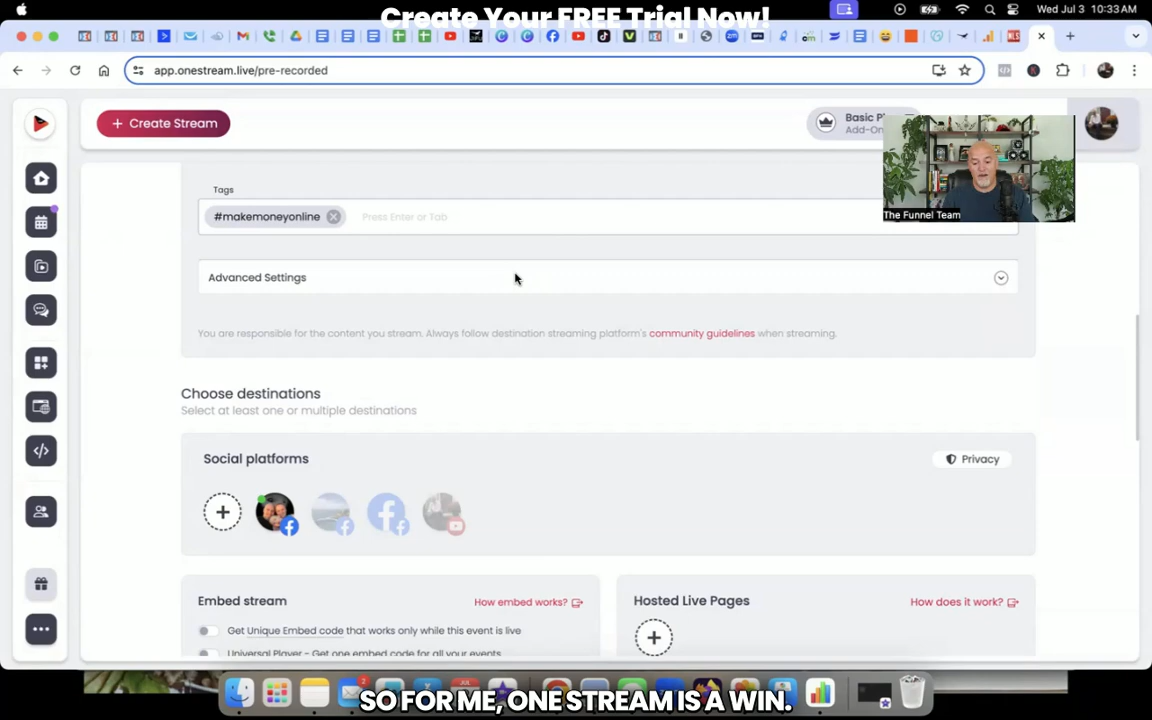 Create Your FREE Trial Now!
Wed Jul 3 10:33 AM
app.onestream.live/pre-recorded
+ Create Stream
Basic Pl
Add-On
The Funnel Team
Tags
#makemoneyonline
Press Enter or Tab
Advanced Settings
You are responsible for the content you stream. Always follow destination streaming platform's community guidelines when streaming.
Choose destinations
Select at least one or multiple destinations
Social platforms
Privacy
Embed stream
How embed works?
Hosted Live Pages
How does it work?
Get Unique Embed code that works only while this event is live
Universal Player - Get one embed code for all your events
SO FOR ME, ONE STREAM IS A WIN.